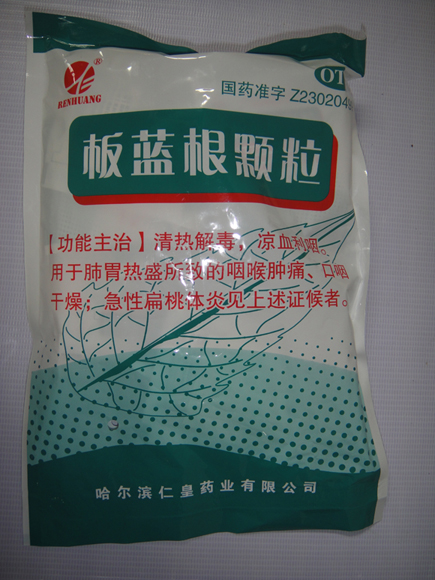 OT
®
RENHUANG
国药准字 Z230204
板蓝根颗粒
【功能主治】清热解毒，凉血利咽。
用于肺胃热盛所致的咽喉肿痛、口咽
干燥；急性扁桃体炎见上述证候者。
哈尔滨仁皇药业有限公司